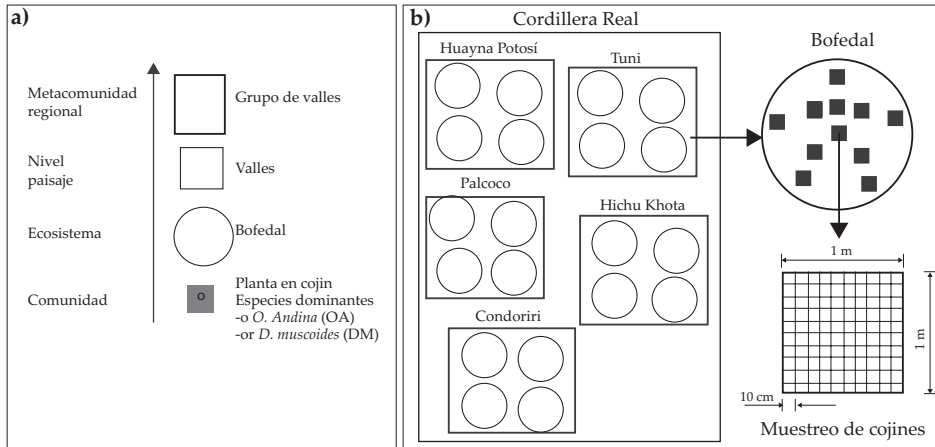 a)
Metacomunidad
regional
Grupo de valles
Nivel
paisaje
Valles
Ecosistema
Bofedal
Comunidad
o
Planta en cojin
Especies dominantes
-o O. Andina (OA)
-or D. muscoides (DM)
b)
Cordillera Real
Huayna Potosí
Tuni
Palcoco
Hichu Khota
Condoriri
Bofedal
1 m
1 m
10 cm
Muestreo de cojines